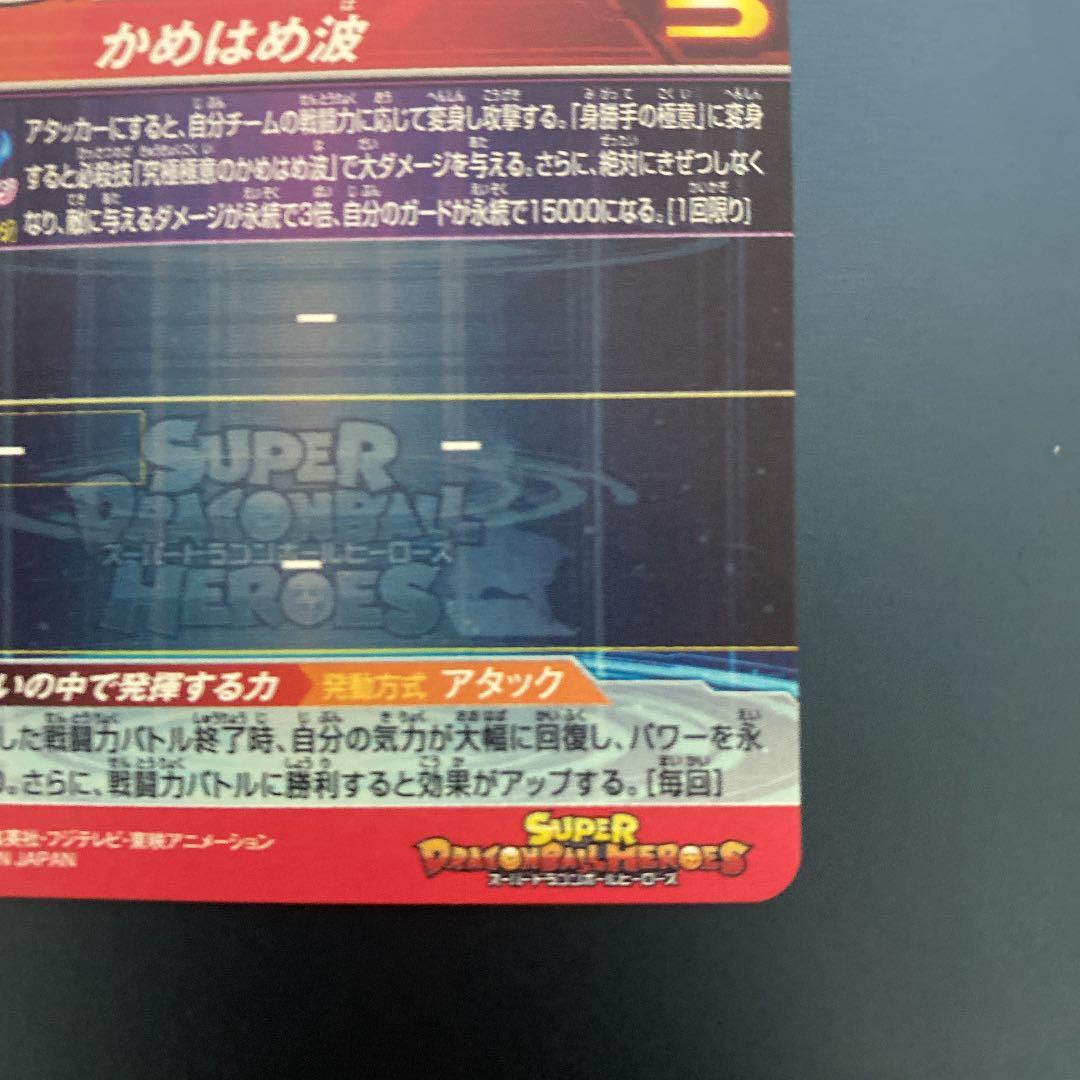 かめはめ波
アタッカーにすると、自分チームの戦闘力に応じて変身し攻撃する。「身勝手の極意」に変身
すると必殺技「究極極意のかめはめ波」で大ダメージを与える。さらに、絶対にきぜつしなく
なり、敵に与えるダメージが永続で3倍、自分のガードが永続で15000になる。[1回限り]
SUPER
DRAGONBALL
スーパードラゴンボールヒーローズ
HEROES
いの中で発揮する力 発動方式 アタック
した戦闘力バトル終了時、自分の気力が大幅に回復し、パワーを永
。さらに、戦闘力バトルに勝利すると効果がアップする。[毎回]
英社・フジテレビ・東映アニメーション
N JAPAN
SUPER
DRAGONBALL HEROES
スーパードラゴンボールヒーローズ